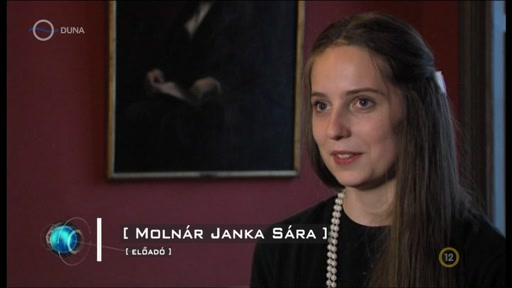 DUNA
[ MOLNÁR JANKA SÁRA ]
[ ELŐADÓ ]
12